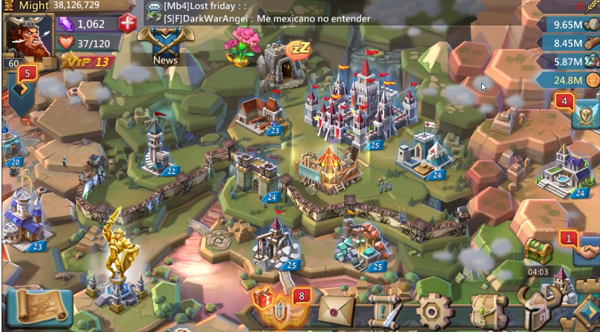 Might 38,126,729
[Mb4]Lost friday : :
[S|F]DarkWarAngel : Me mexicano no entender
1,062
9.65M
37/120
8.45M
60
VIP 13
News
zZ
5.87M
5
24.8M
4
23
25
20
22
24
24
24
23
25
25
1
04:03
8